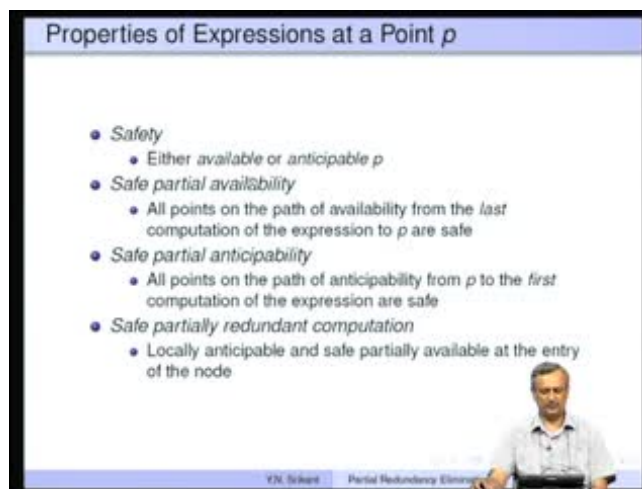 Properties of Expressions at a Point p
Safety
Either available or anticipable p
Safe partial availability
All points on the path of availability from the last
computation of the expression to p are safe
Safe partial anticipability
All points on the path of anticipability from p to the first
computation of the expression are safe
Safe partially redundant computation
Locally anticipable and safe partially available at the entry
of the node
Y.N. Srikant Partial Redundancy